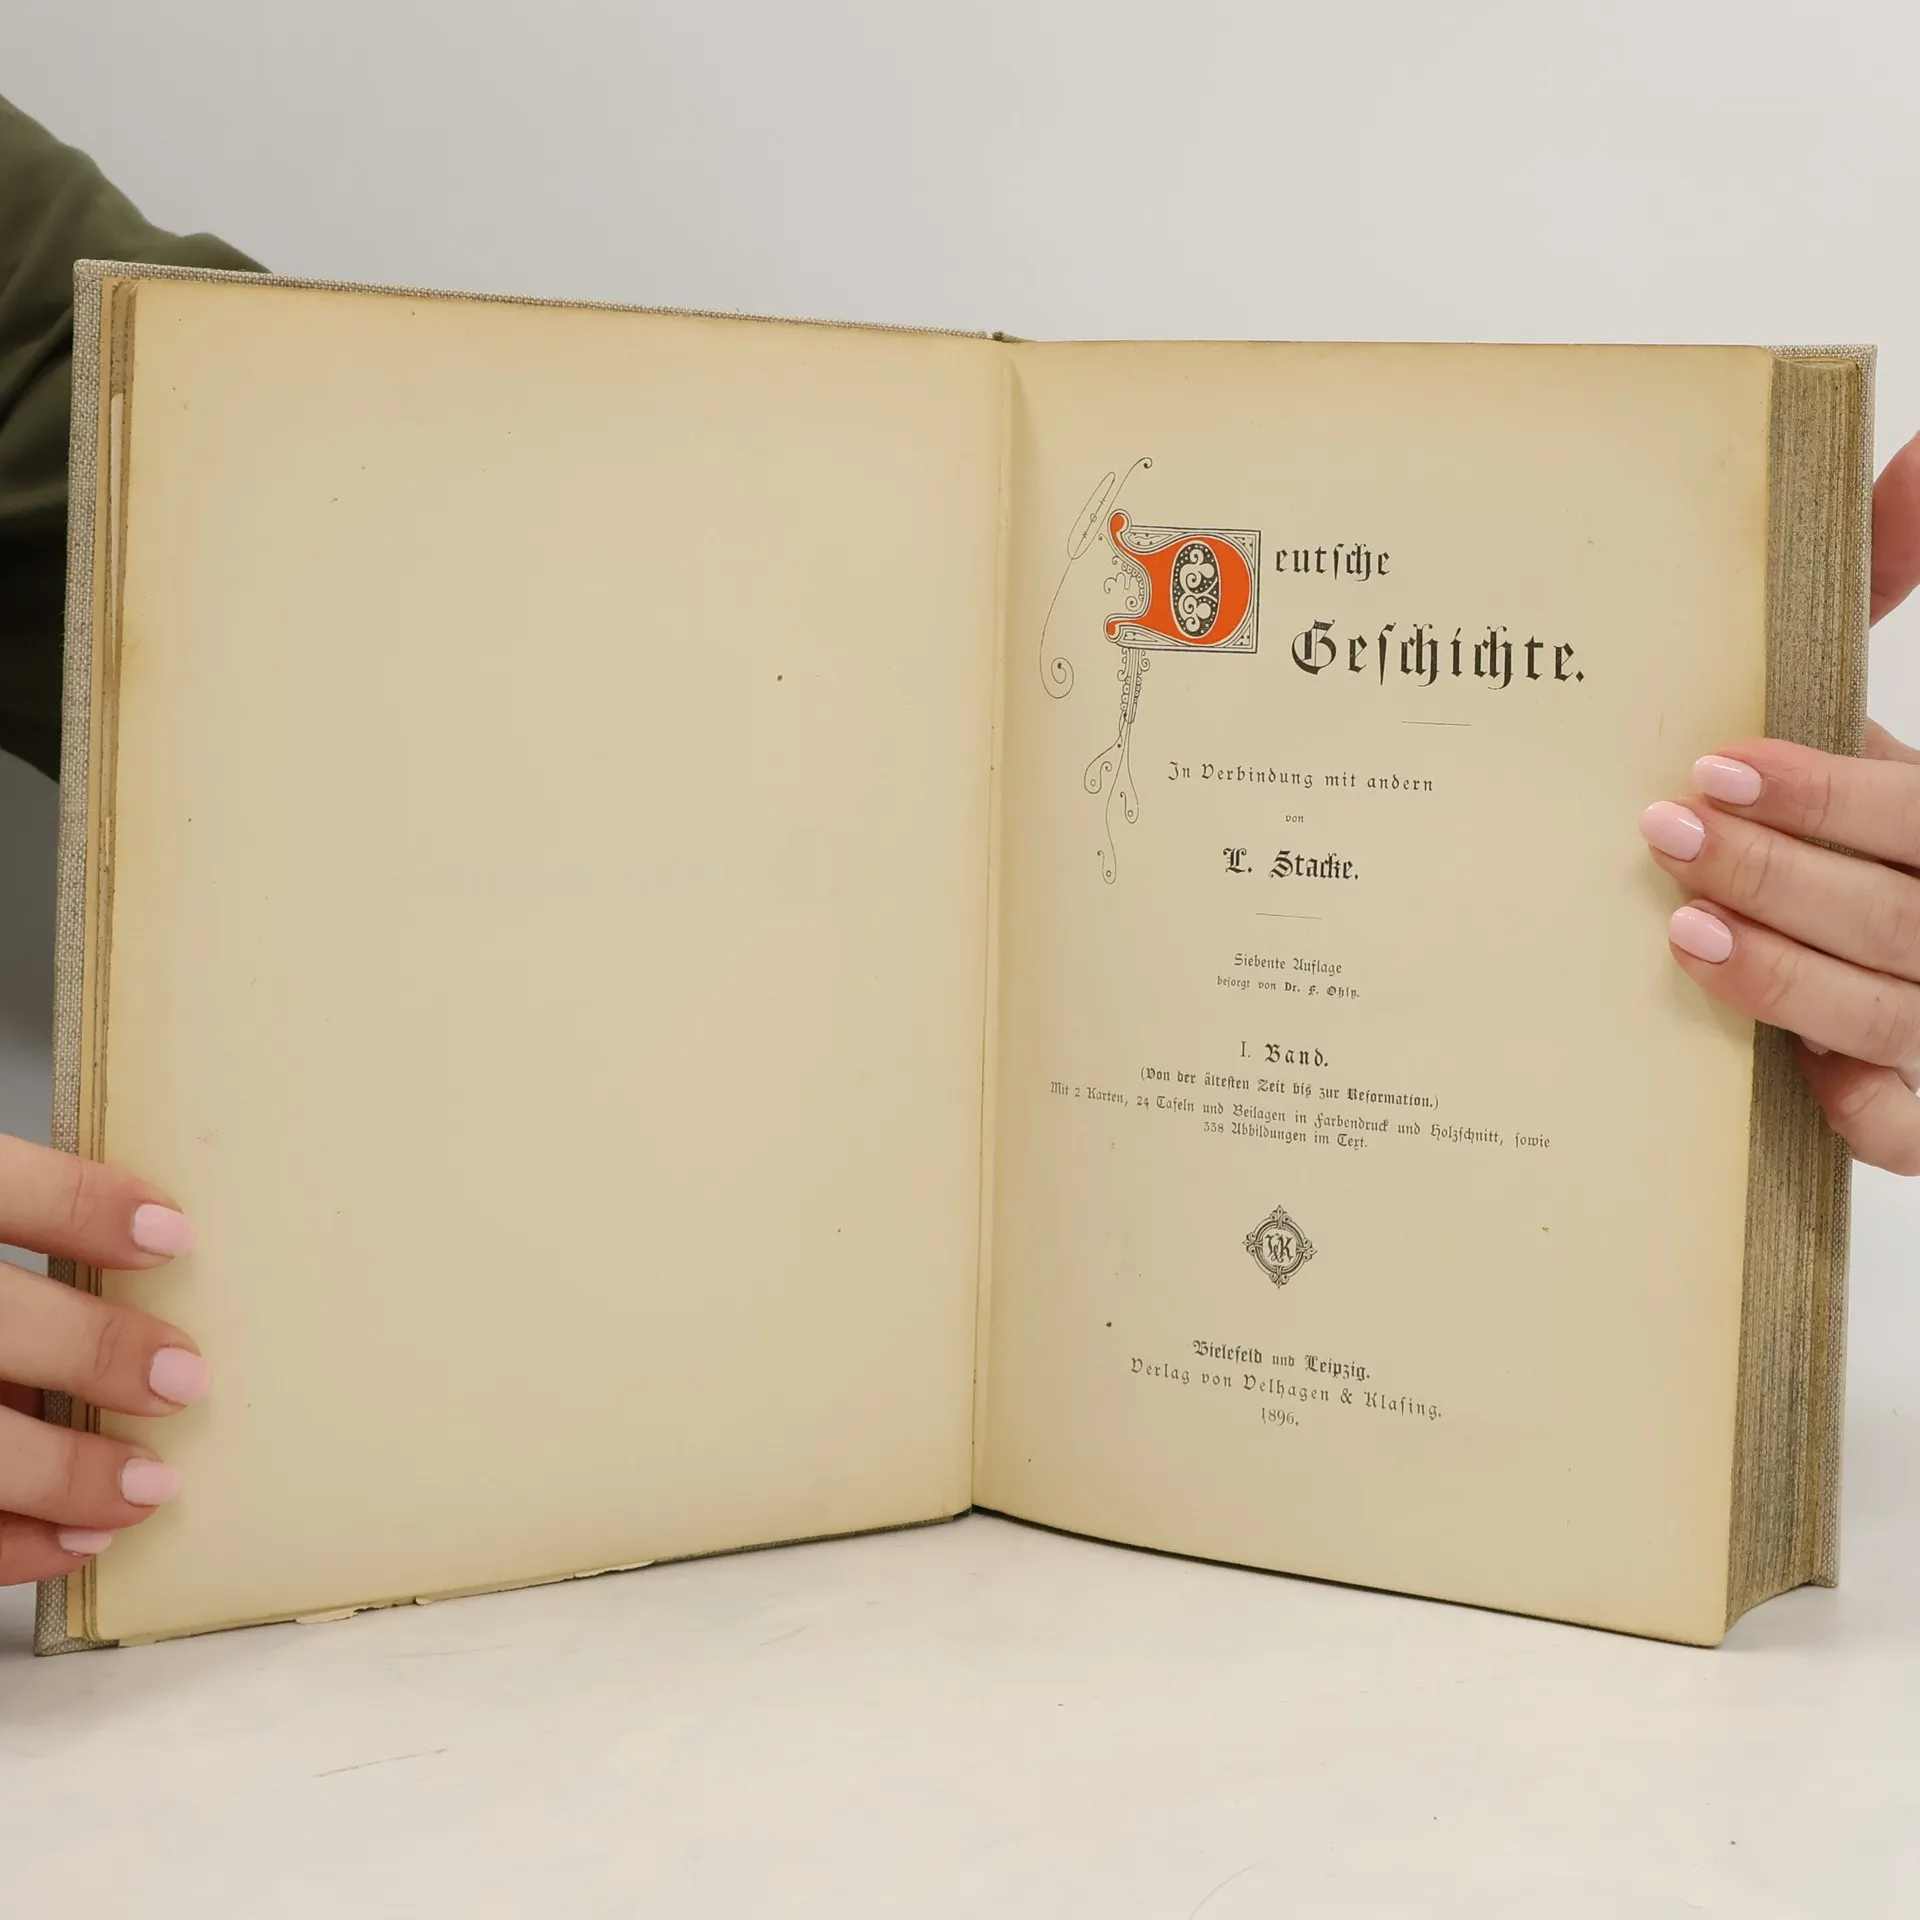 Deutsche
Geschichte.
In Verbindung mit andern
von
L. Stacke.
Siebente Auflage
besorgt von Dr. F. Ohly.
I. Band.
(Von der ältesten Zeit bis zur Reformation.)
Mit 2 Karten, 24 Tafeln und Beilagen in Farbendruck und Holzschnitt, sowie
338 Abbildungen im Text.
V&K
Bielefeld und Leipzig.
Verlag von Velhagen & Klasing.
1896.